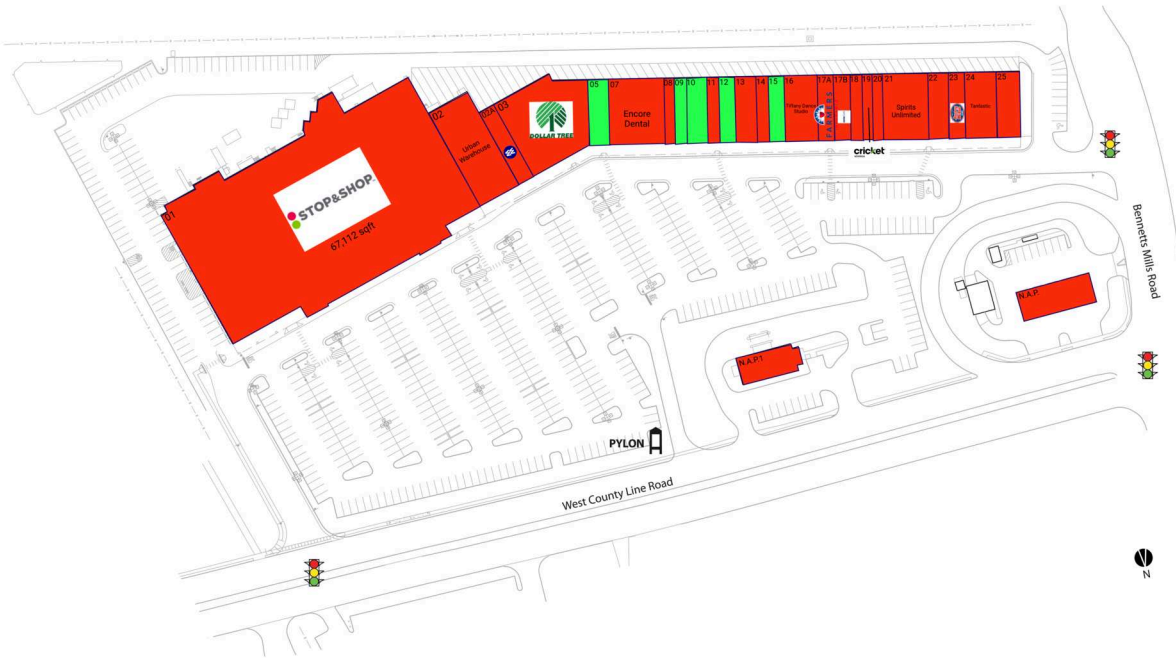 01
STOP&SHOP
67,112 sqft
02
Urban
Warehouse
02A
03
DOLLAR TREE
05
07
Encore
Dental
08
09
10
11
12
13
14
15
16
Tiffany Dance
Studio
17A
FARMERS
17B
18
19
20
21
Spirits
Unlimited
22
23
24
25
cricket
N.A.P.
N.A.P.1
PYLON
West County Line Road
Bennetts Mills Road
N